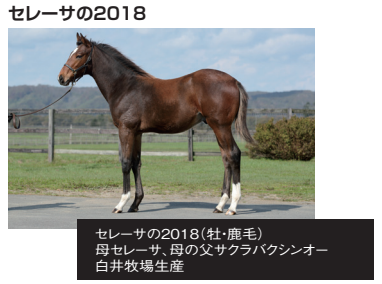 セレーサの2018
セレーサの2018（牡・鹿毛）
母セレーサ、母の父サクラバクシンオー
白井牧場生産